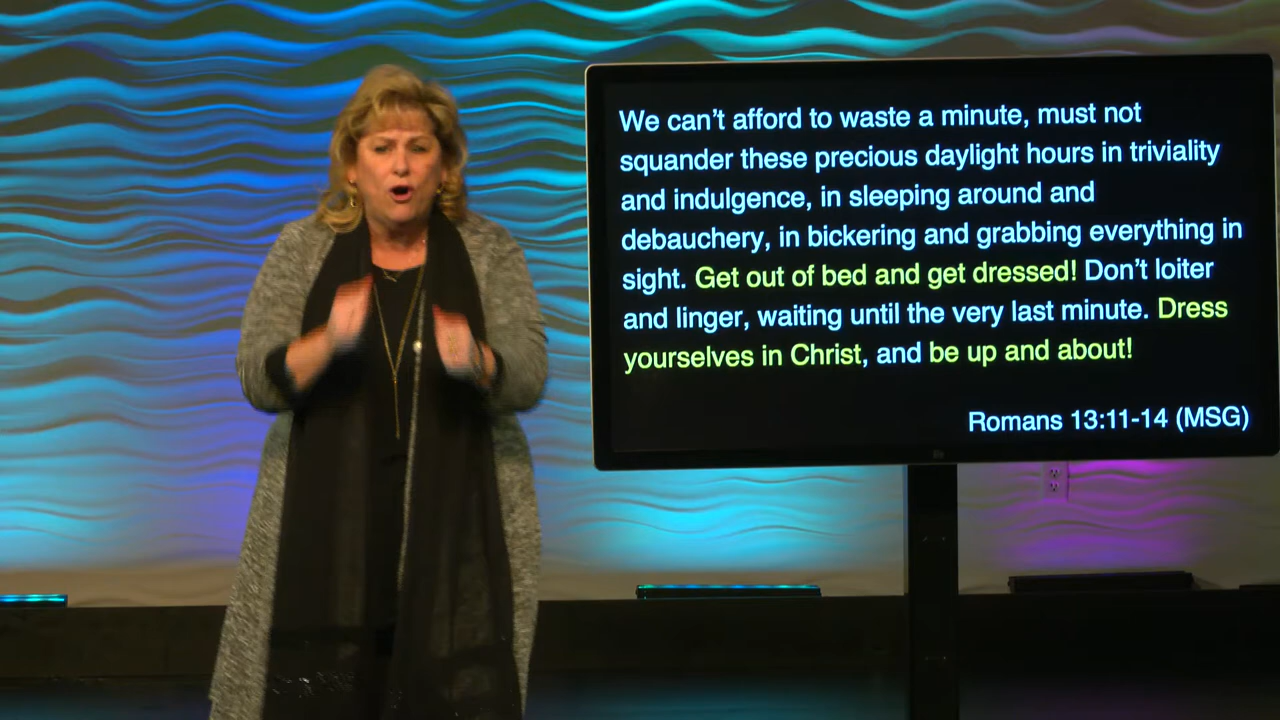 We can't afford to waste a minute, must not
squander these precious daylight hours in triviality
and indulgence, in sleeping around and
debauchery, in bickering and grabbing everything in
sight. Get out of bed and get dressed! Don't loiter
and linger, waiting until the very last minute. Dress
yourselves in Christ, and be up and about!
Romans 13:11-14 (MSG)